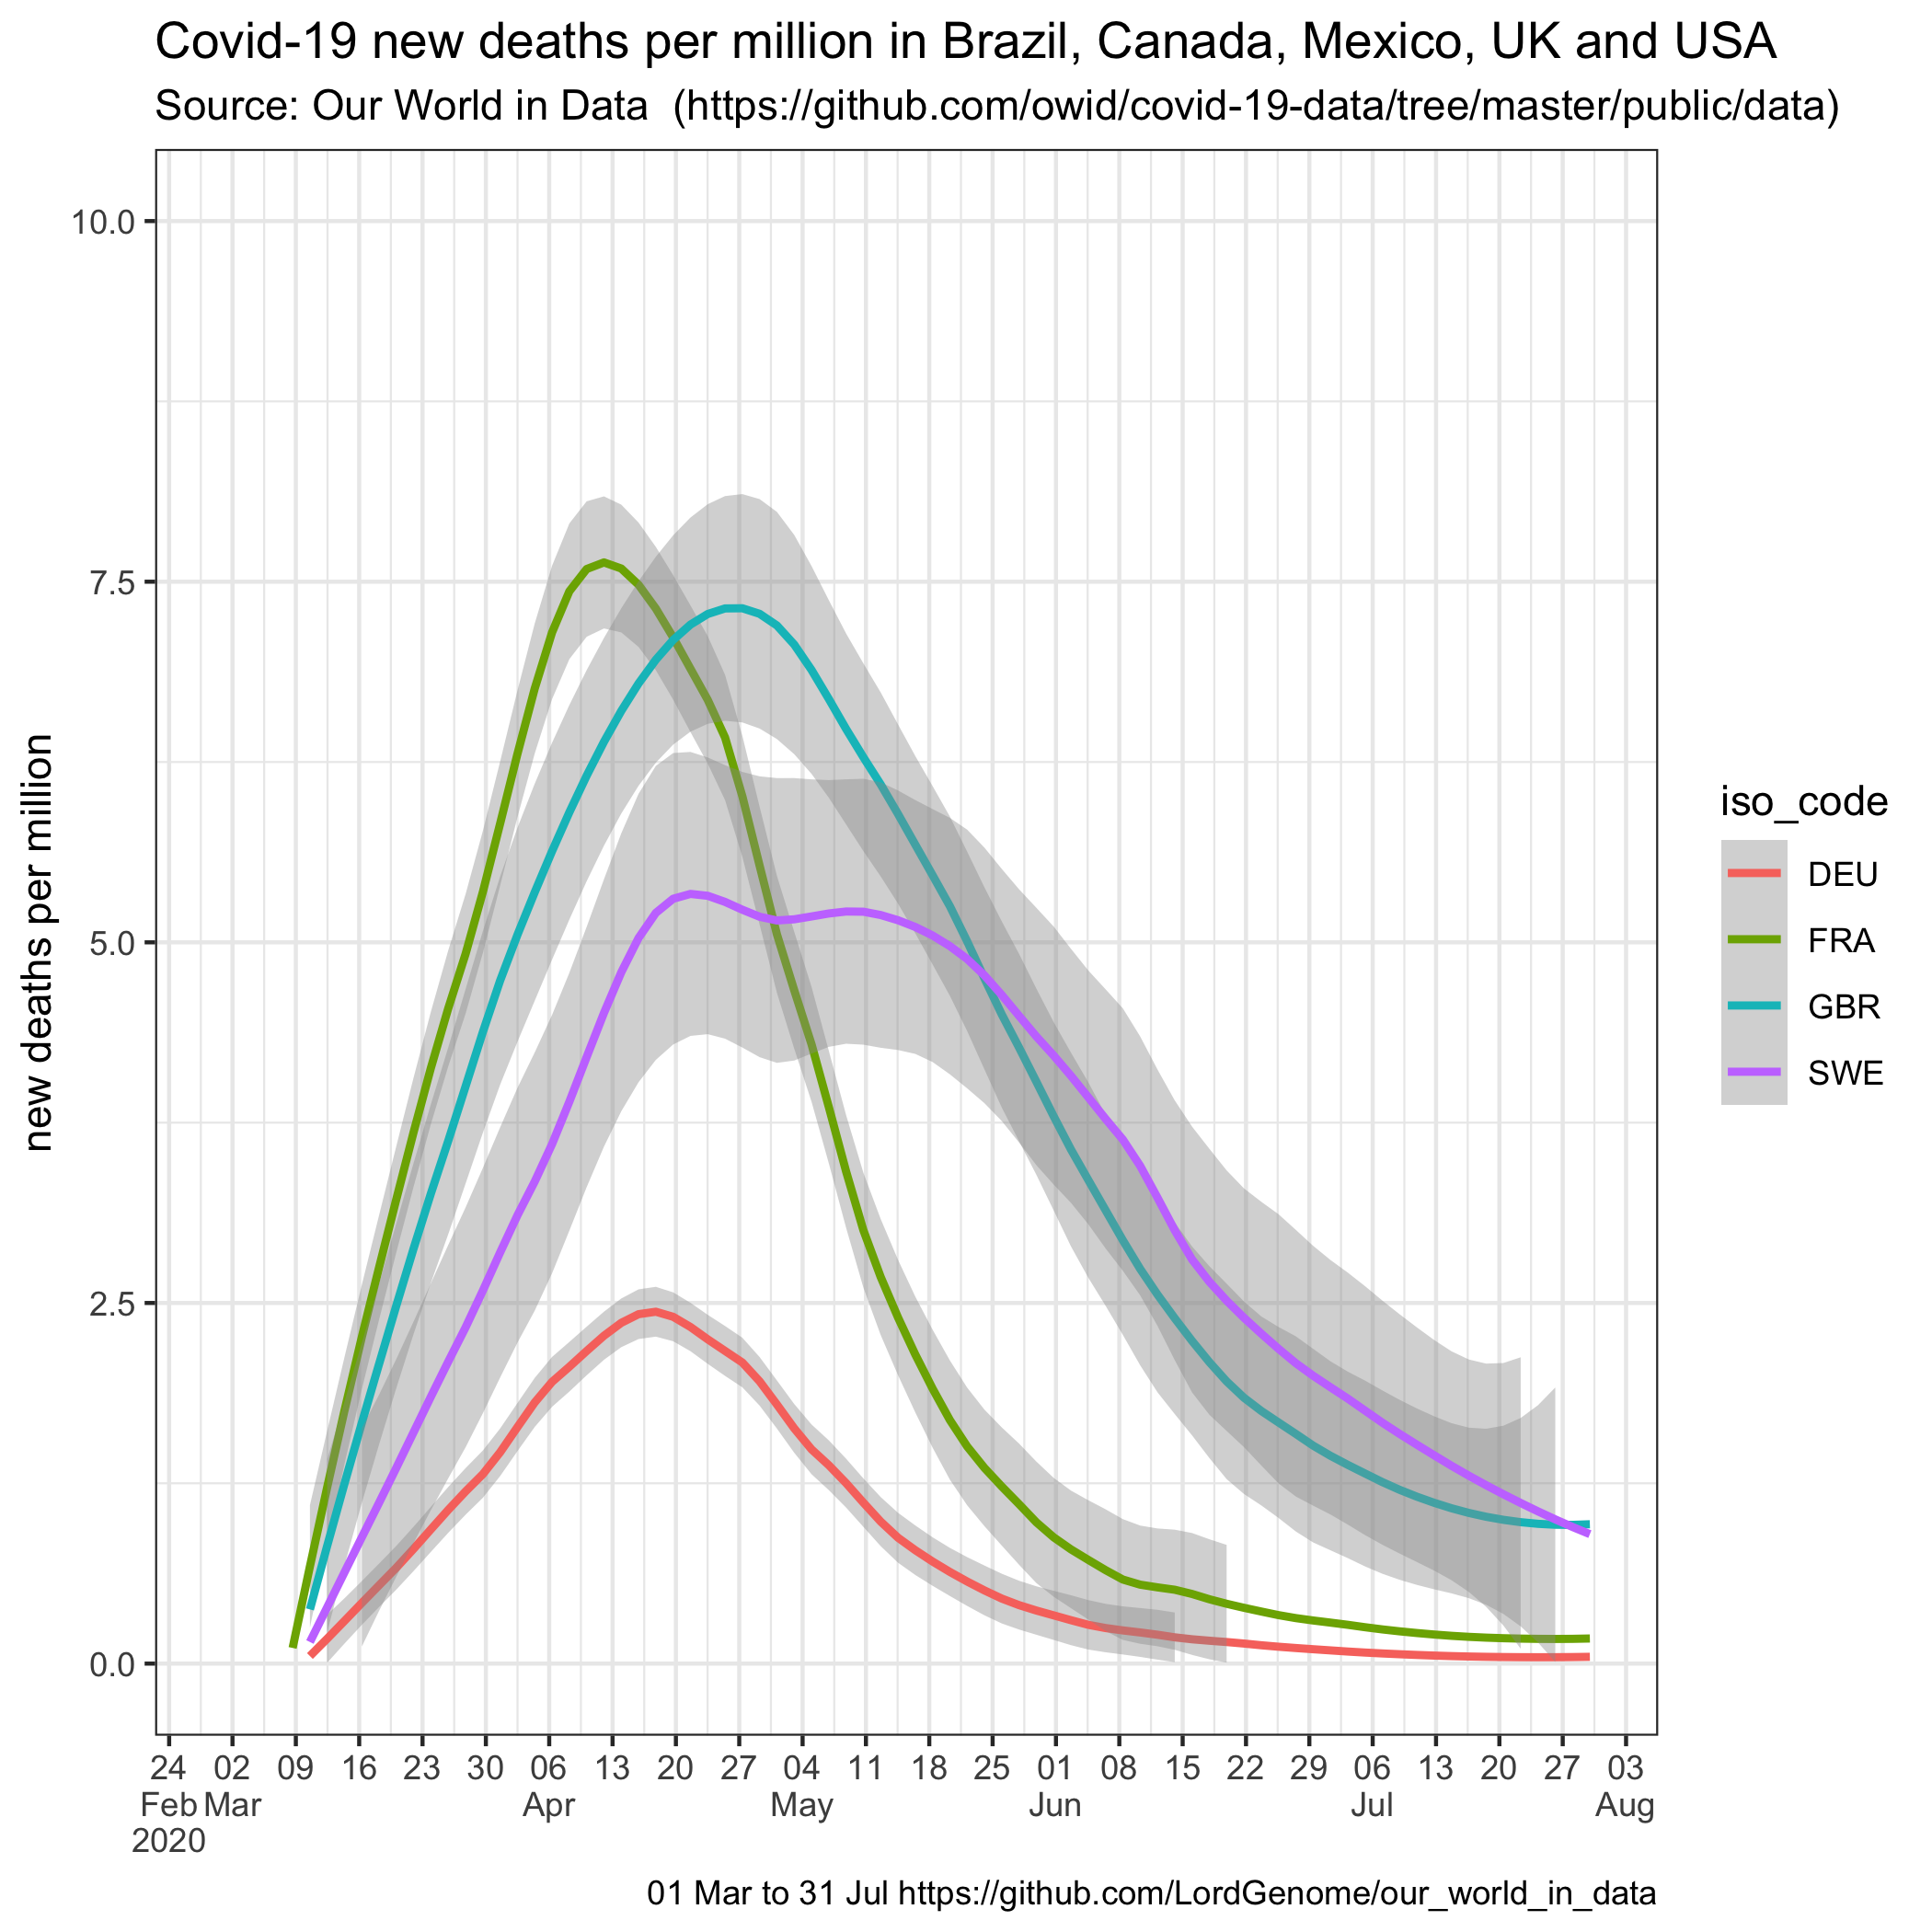 Covid-19 new deaths per million in Brazil, Canada, Mexico, UK and USA
Source: Our World in Data  (https://github.com/owid/covid-19-data/tree/master/public/data)
10.0
7.5
5.0
2.5
0.0
new deaths per million
iso_code
DEU
FRA
GBR
SWE
24 02 09 16 23 30 06 13 20 27 04 11 18 25 01 08 15 22 29 06 13 20 27 03
Feb Mar Apr May Jun Jul Aug
2020
01 Mar to 31 Jul https://github.com/LordGenome/our_world_in_data